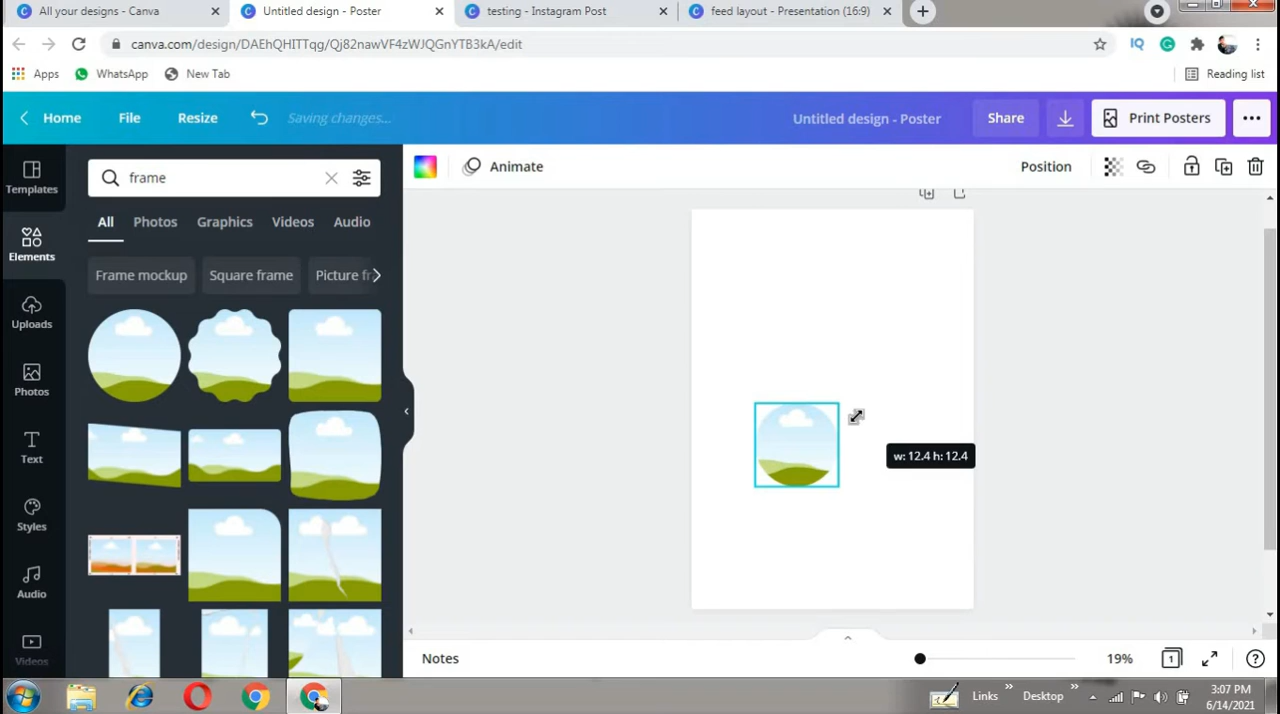 All your designs - Canva
Untitled design - Poster
testing - Instagram Post
feed layout - Presentation (16:9)
canva.com/design/DAEhQHITTqg/Qj82nawVF4zWJQGnYTB3kA/edit
IQ
Apps
WhatsApp
New Tab
Reading list
Home
File
Resize
Saving changes...
Untitled design - Poster
Share
Print Posters
Templates
frame
Animate
Position
All
Photos
Graphics
Videos
Audio
Elements
Frame mockup
Square frame
Picture fr
Uploads
Photos
Text
w: 12.4 h: 12.4
Styles
Audio
Videos
Notes
19%
1
Links
Desktop
3:07 PM
6/14/2021